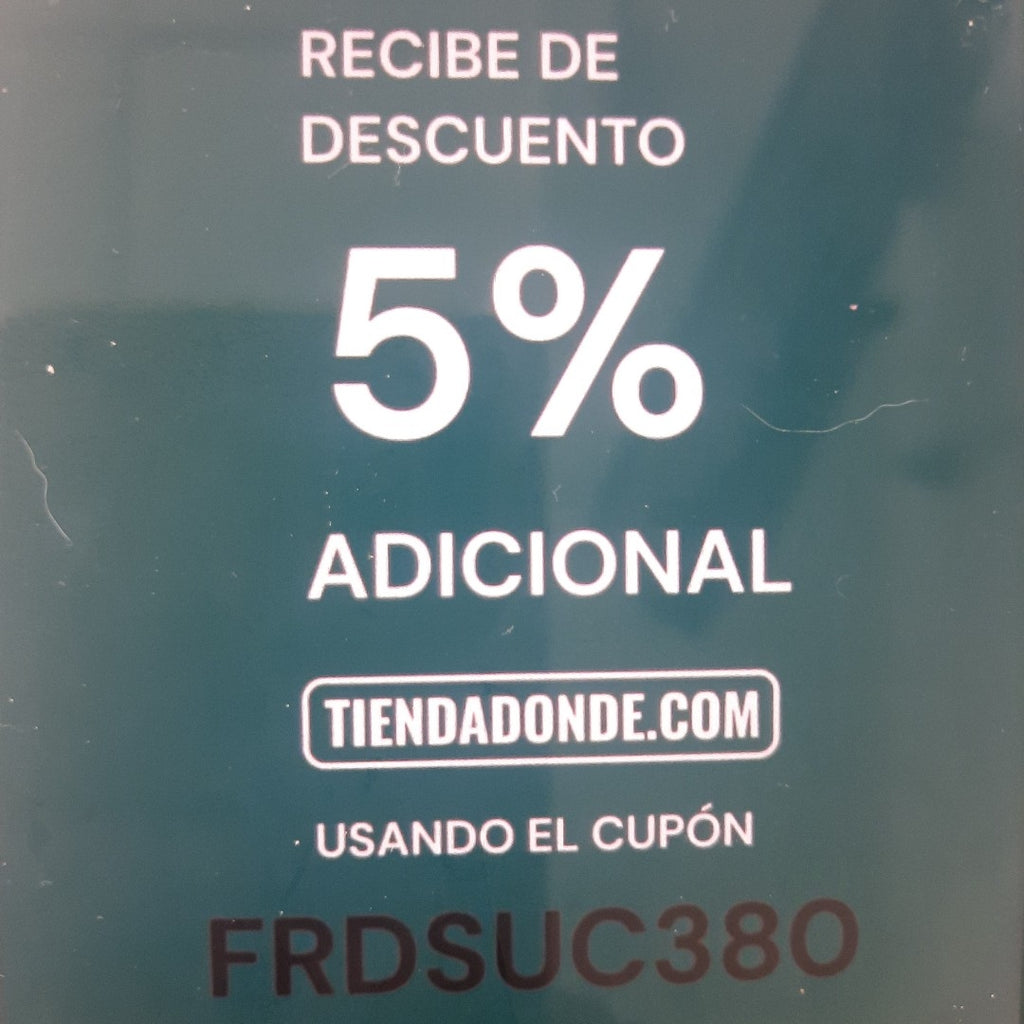 RECIBE DE
DESCUENTO
5%
ADICIONAL
TIENDADONDE.COM
USANDO EL CUPÓN
FRDSUC380